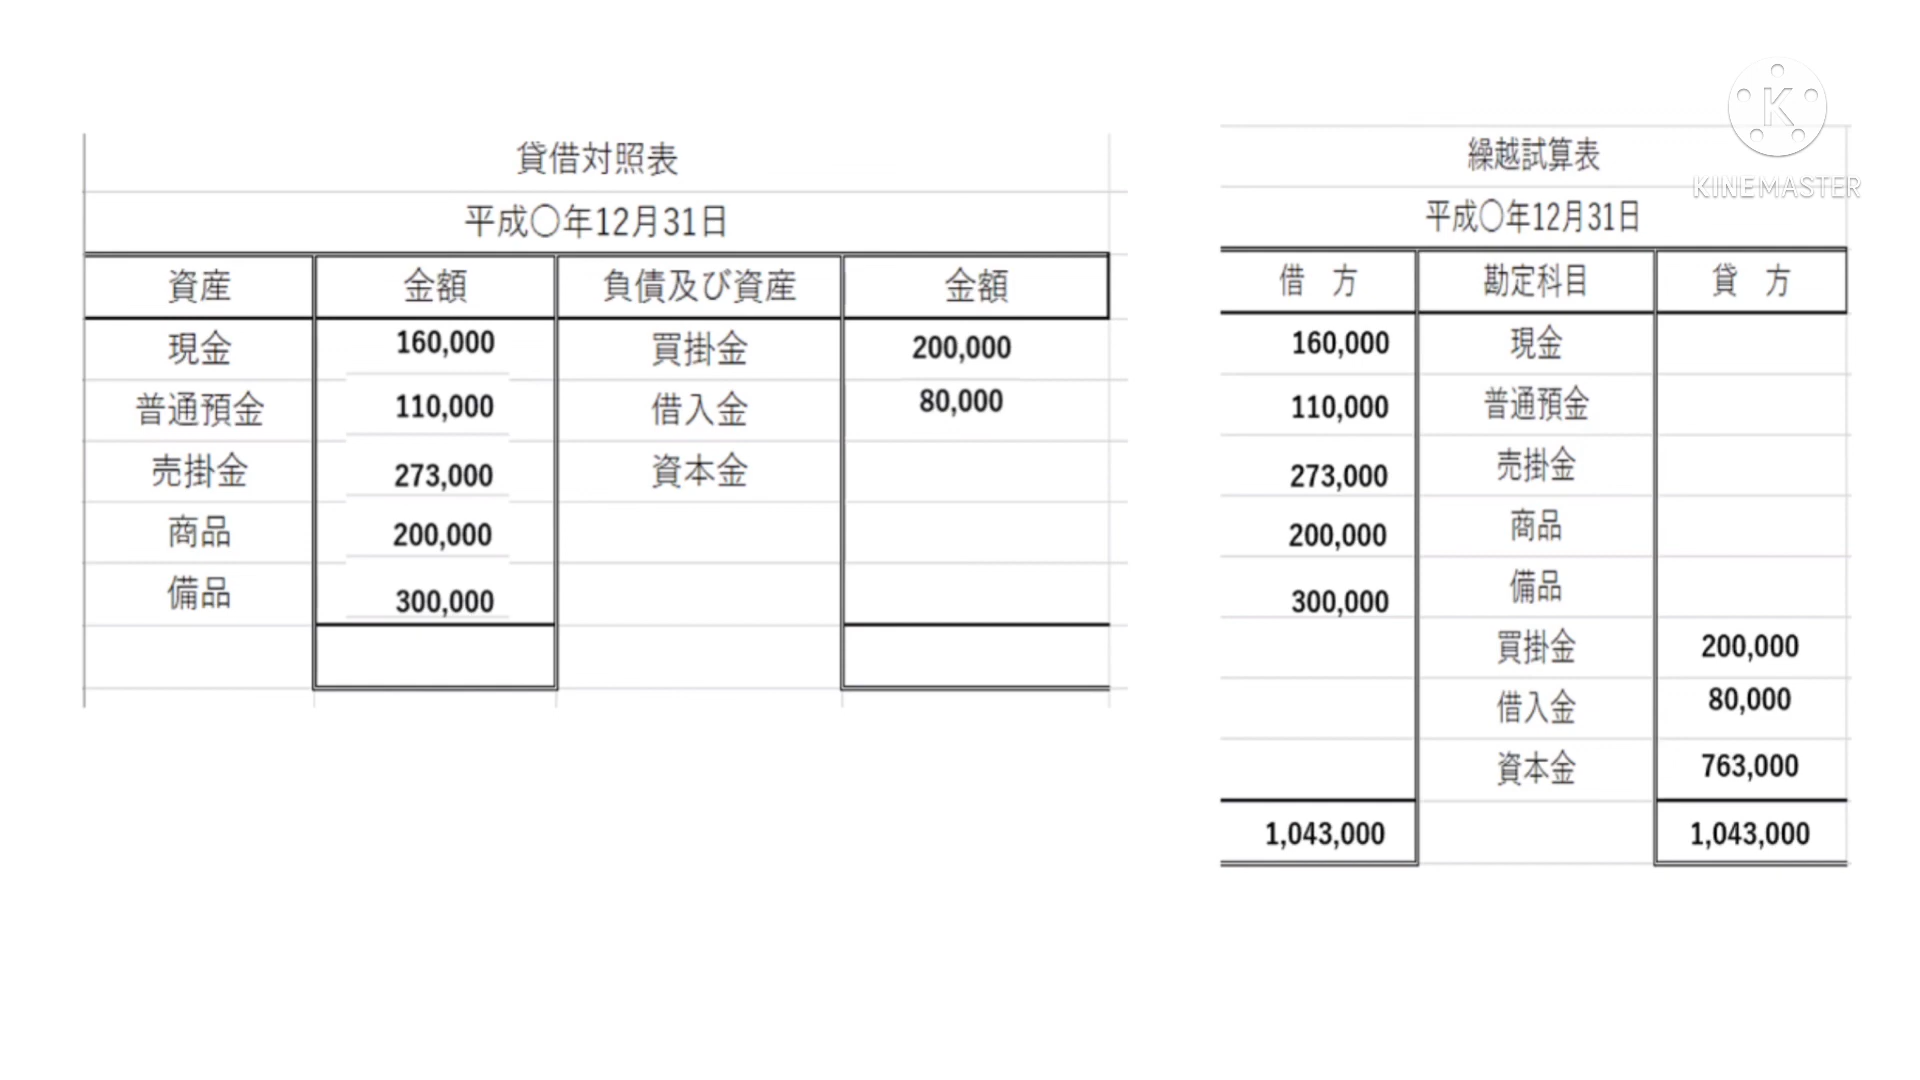 貸借対照表
平成〇年12月31日
資産 金額 負債及び資産 金額
現金 160,000 買掛金 200,000
普通預金 110,000 借入金 80,000
売掛金 273,000 資本金
商品 200,000
備品 300,000
繰越試算表
平成〇年12月31日
借 方 勘定科目 貸 方
160,000 現金
110,000 普通預金
273,000 売掛金
200,000 商品
300,000 備品
買掛金 200,000
借入金 80,000
資本金 763,000
1,043,000 1,043,000
K
KINEMASTER